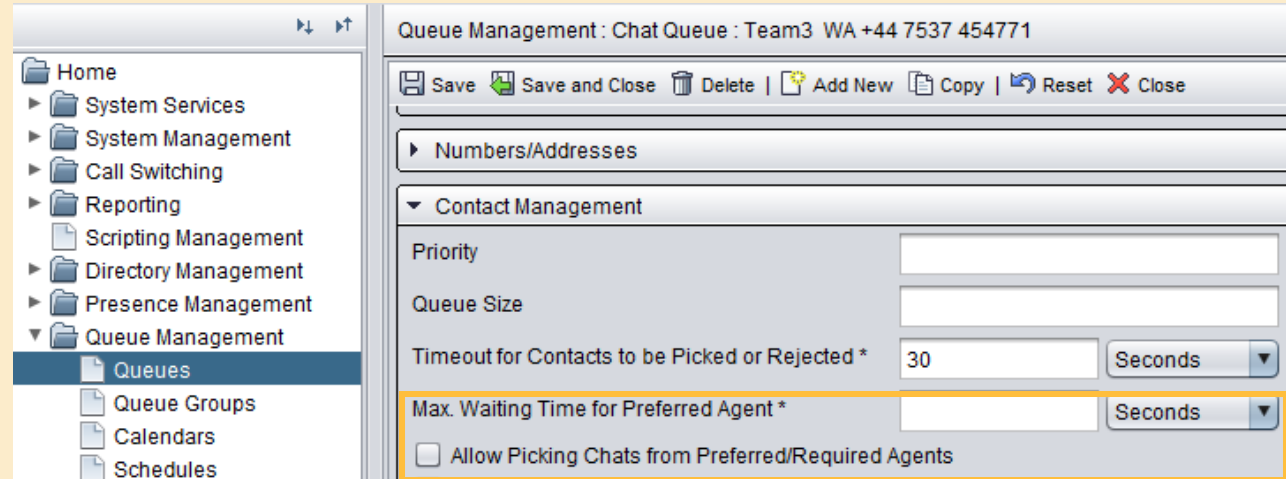 Queue Management : Chat Queue : Team3 WA +44 7537 454771
Home
System Services
System Management
Call Switching
Reporting
Scripting Management
Directory Management
Presence Management
Queue Management
Queues
Queue Groups
Calendars
Schedules
Save Save and Close Delete | Add New Copy | Reset Close
Numbers/Addresses
Contact Management
Priority
Queue Size
Timeout for Contacts to be Picked or Rejected * 30 Seconds
Max. Waiting Time for Preferred Agent * Seconds
Allow Picking Chats from Preferred/Required Agents